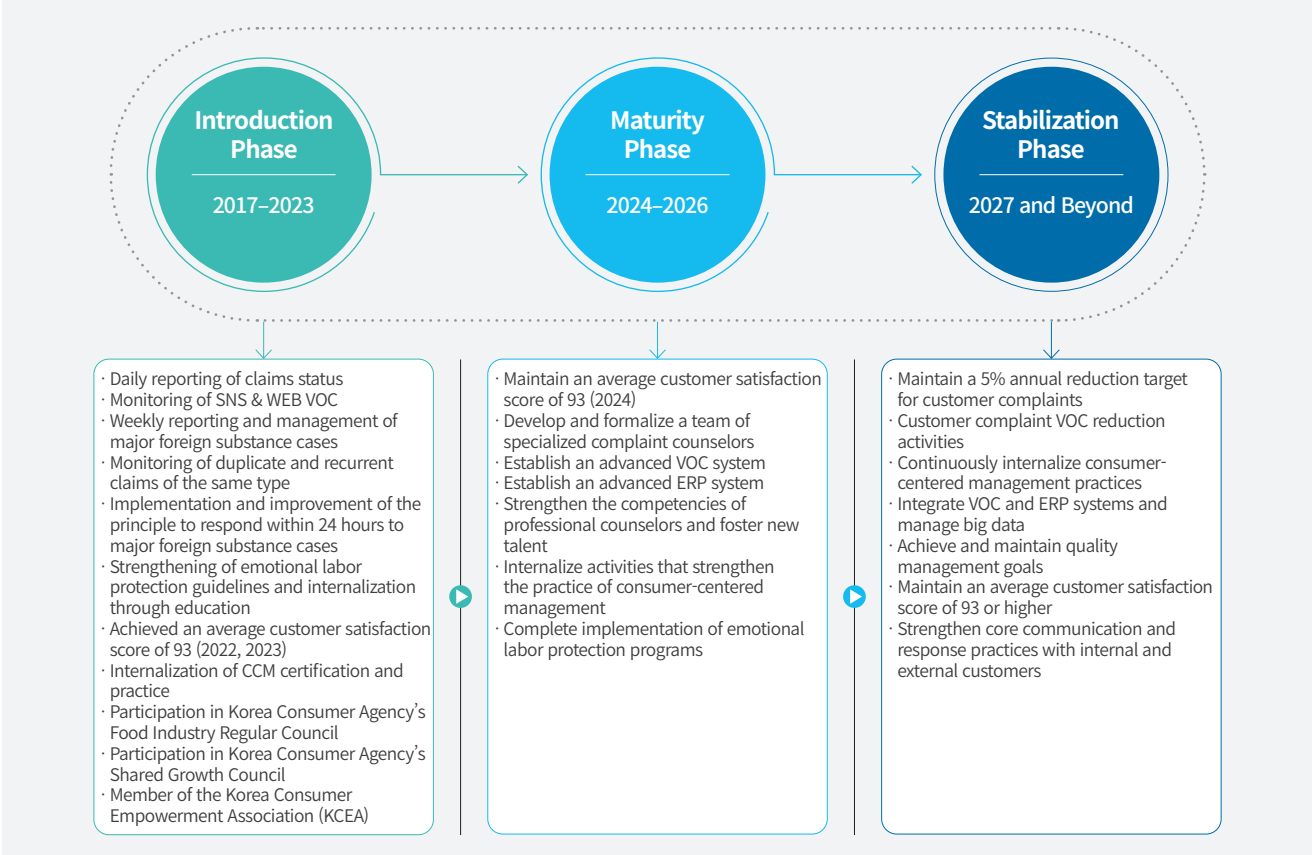 Introduction
Phase
2017–2023
Maturity
Phase
2024–2026
Stabilization
Phase
2027 and Beyond
· Daily reporting of claims status
· Monitoring of SNS & WEB VOC
· Weekly reporting and management of
major foreign substance cases
· Monitoring of duplicate and recurrent
claims of the same type
· Implementation and improvement of the
principle to respond within 24 hours to
major foreign substance cases
· Strengthening of emotional labor
protection guidelines and internalization
through education
· Achieved an average customer satisfaction
score of 93 (2022, 2023)
· Internalization of CCM certification and
practice
· Participation in Korea Consumer Agency’s
Food Industry Regular Council
· Participation in Korea Consumer Agency’s
Shared Growth Council
· Member of the Korea Consumer
Empowerment Association (KCEA)
· Maintain an average customer satisfaction
score of 93 (2024)
· Develop and formalize a team of
specialized complaint counselors
· Establish an advanced VOC system
· Establish an advanced ERP system
· Strengthen the competencies of
professional counselors and foster new
talent
· Internalize activities that strengthen
the practice of consumer-centered
management
· Complete implementation of emotional
labor protection programs
· Maintain a 5% annual reduction target
for customer complaints
· Customer complaint VOC reduction
activities
· Continuously internalize consumer-
centered management practices
· Integrate VOC and ERP systems and
manage big data
· Achieve and maintain quality
management goals
· Maintain an average customer satisfaction
score of 93 or higher
· Strengthen core communication and
response practices with internal and
external customers